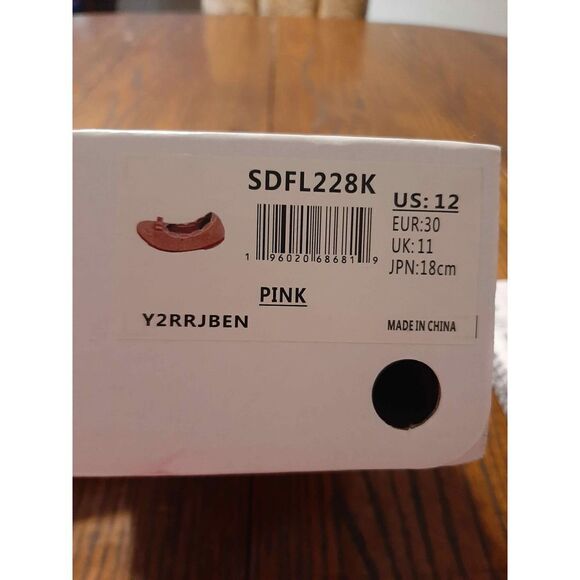 SDFL228K
US: 12
EUR:30
UK:11
JPN:18cm
1 96020 68681 9
PINK
Y2RRJBEN
MADE IN CHINA